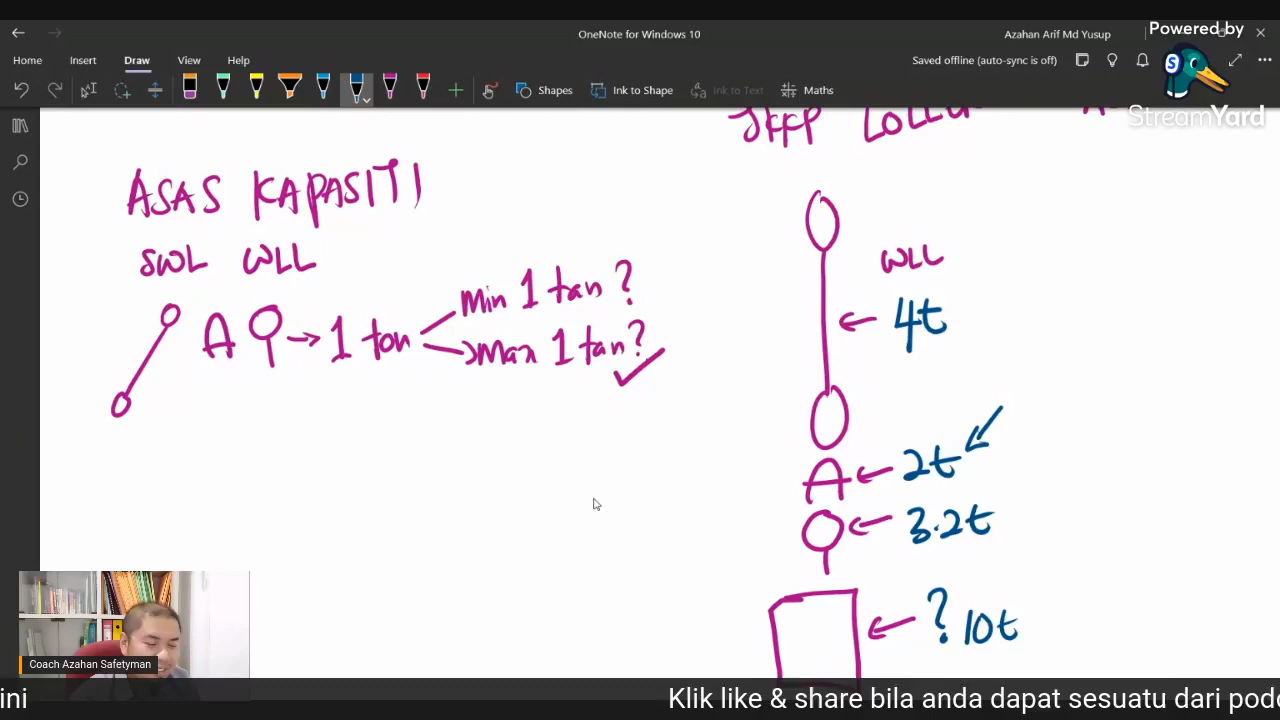 OneNote for Windows 10
Azahan Arif Md Yusup
Powered by
Home Insert Draw View Help
Saved offline (auto-sync is off)
Shapes Ink to Shape Ink to Text Maths
StreamYard
JKKP
ASAS KAPASITI
SWL WLL
A → 1 ton
min 1 tan ?
max 1 tan ?
WLL
4t
A 2t
3.2t
? 10t
Coach Azahan Safetyman
ini
Klik like & share bila anda dapat sesuatu dari podc